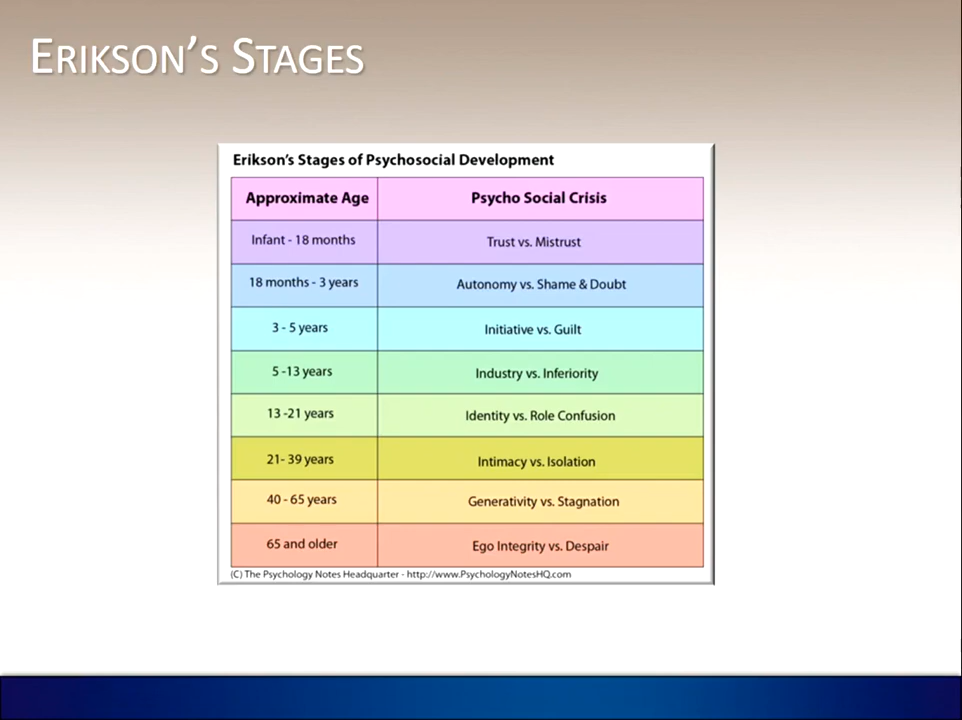 ERIKSON'S STAGES
Erikson's Stages of Psychosocial Development
Approximate Age Psycho Social Crisis
Infant - 18 months Trust vs. Mistrust
18 months - 3 years Autonomy vs. Shame & Doubt
3 - 5 years Initiative vs. Guilt
5 -13 years Industry vs. Inferiority
13 -21 years Identity vs. Role Confusion
21- 39 years Intimacy vs. Isolation
40 - 65 years Generativity vs. Stagnation
65 and older Ego Integrity vs. Despair
(C) The Psychology Notes Headquarter - http://www.PsychologyNotesHQ.com